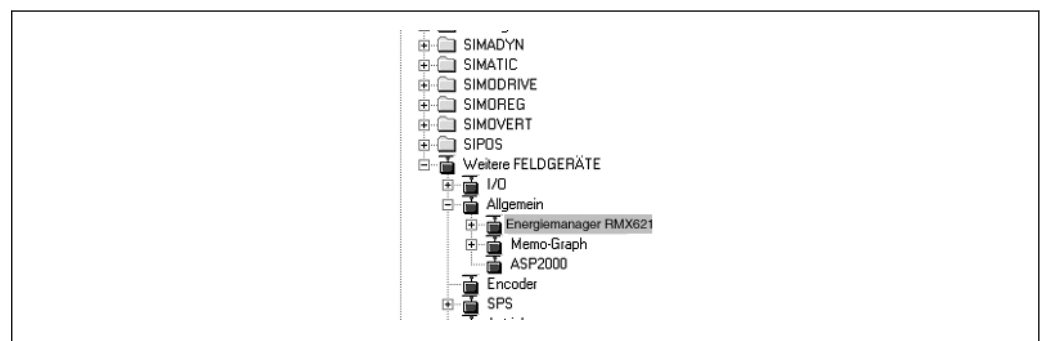 SIMADYN
SIMATIC
SIMODRIVE
SIMOREG
SIMOVERT
SIPOS
Weitere FELDGERÄTE
I/O
Allgemein
Energiemanager RMX621
Memo-Graph
ASP2000
Encoder
SPS